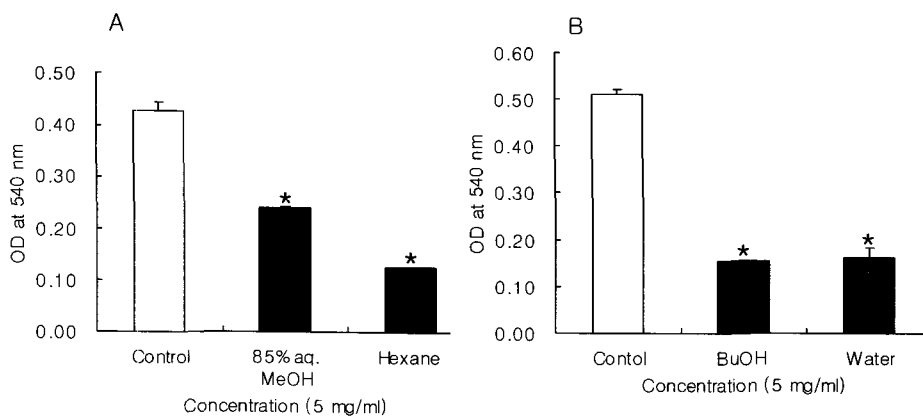 A
OD at 540 nm
0.50
0.40
0.30
0.20
0.10
0.00
*
*
Control
85% aq.
MeOH
Hexane
Concentration (5 mg/ml)
B
OD at 540 nm
0.60
0.50
0.40
0.30
0.20
0.10
0.00
*
*
Contol
BuOH
Water
Concentration (5 mg/ml)